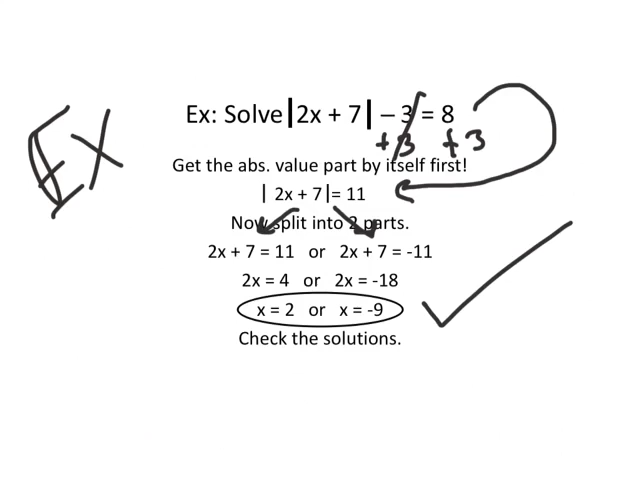 EX
Ex: Solve |2x + 7| – 3 = 8
+3 +3
Get the abs. value part by itself first!
| 2x + 7|= 11
Now split into 2 parts.
2x + 7 = 11 or 2x + 7 = -11
2x = 4 or 2x = -18
x = 2 or x = -9
Check the solutions.